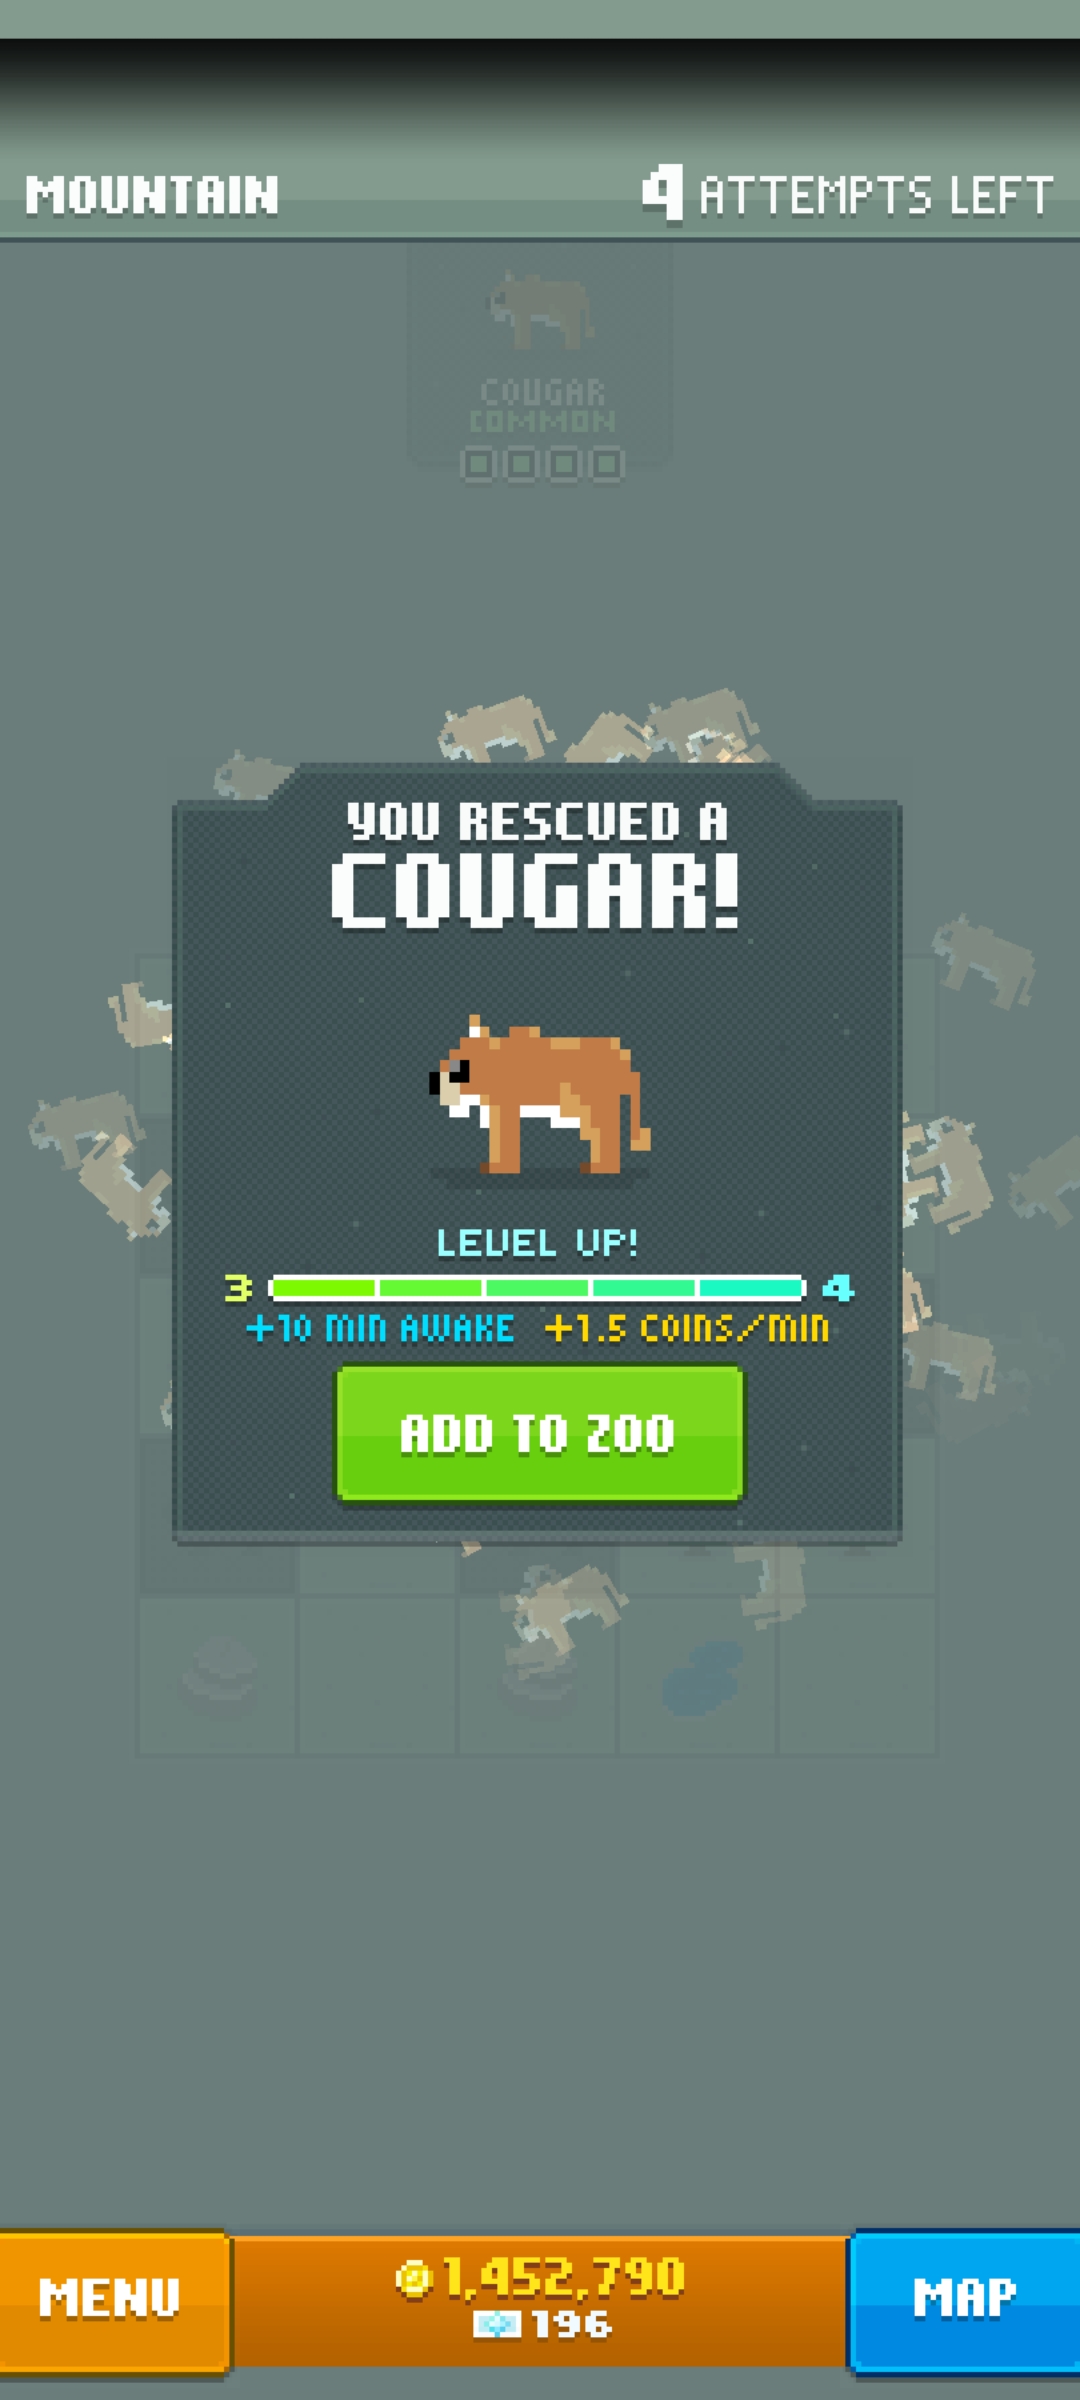 MOUNTAIN
4 ATTEMPTS LEFT
COUGAR
COMMON
YOU RESCUED A
COUGAR!
LEVEL UP!
3 4
+10 MIN AWAKE +1.5 COINS/MIN
ADD TO ZOO
MENU
1,452,790
196
MAP